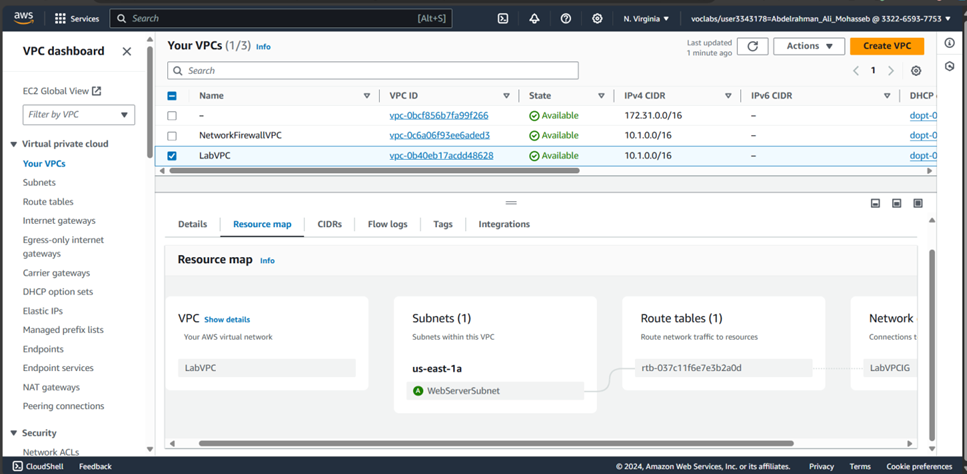 aws Services Search [Alt+S] N. Virginia voclabs/user3343178=Abdelrahman_Ali_Mohasseb @ 3322-6593-7753
VPC dashboard
EC2 Global View
Filter by VPC
Virtual private cloud
Your VPCs
Subnets
Route tables
Internet gateways
Egress-only internet
gateways
Carrier gateways
DHCP option sets
Elastic IPs
Managed prefix lists
Endpoints
Endpoint services
NAT gateways
Peering connections
Security
Network ACLs
Your VPCs (1/3) Info
Last updated
1 minute ago
Actions
Create VPC
Search
1
Name VPC ID State IPv4 CIDR IPv6 CIDR DHCP
– vpc-0bcf856b7fa99f266 Available 172.31.0.0/16 – dopt-0
NetworkFirewallVPC vpc-0c6a06f93ee6aded3 Available 10.1.0.0/16 – dopt-0
LabVPC vpc-0b40eb17acdd48628 Available 10.1.0.0/16 – dopt-0
Details Resource map CIDRs Flow logs Tags Integrations
Resource map Info
VPC Show details
Your AWS virtual network
LabVPC
Subnets (1)
Subnets within this VPC
us-east-1a
A WebServerSubnet
Route tables (1)
Route network traffic to resources
rtb-037c11f6e7e3b2a0d
Network
Connections t
LabVPCIG
CloudShell Feedback © 2024, Amazon Web Services, Inc. or its affiliates. Privacy Terms Cookie preferences